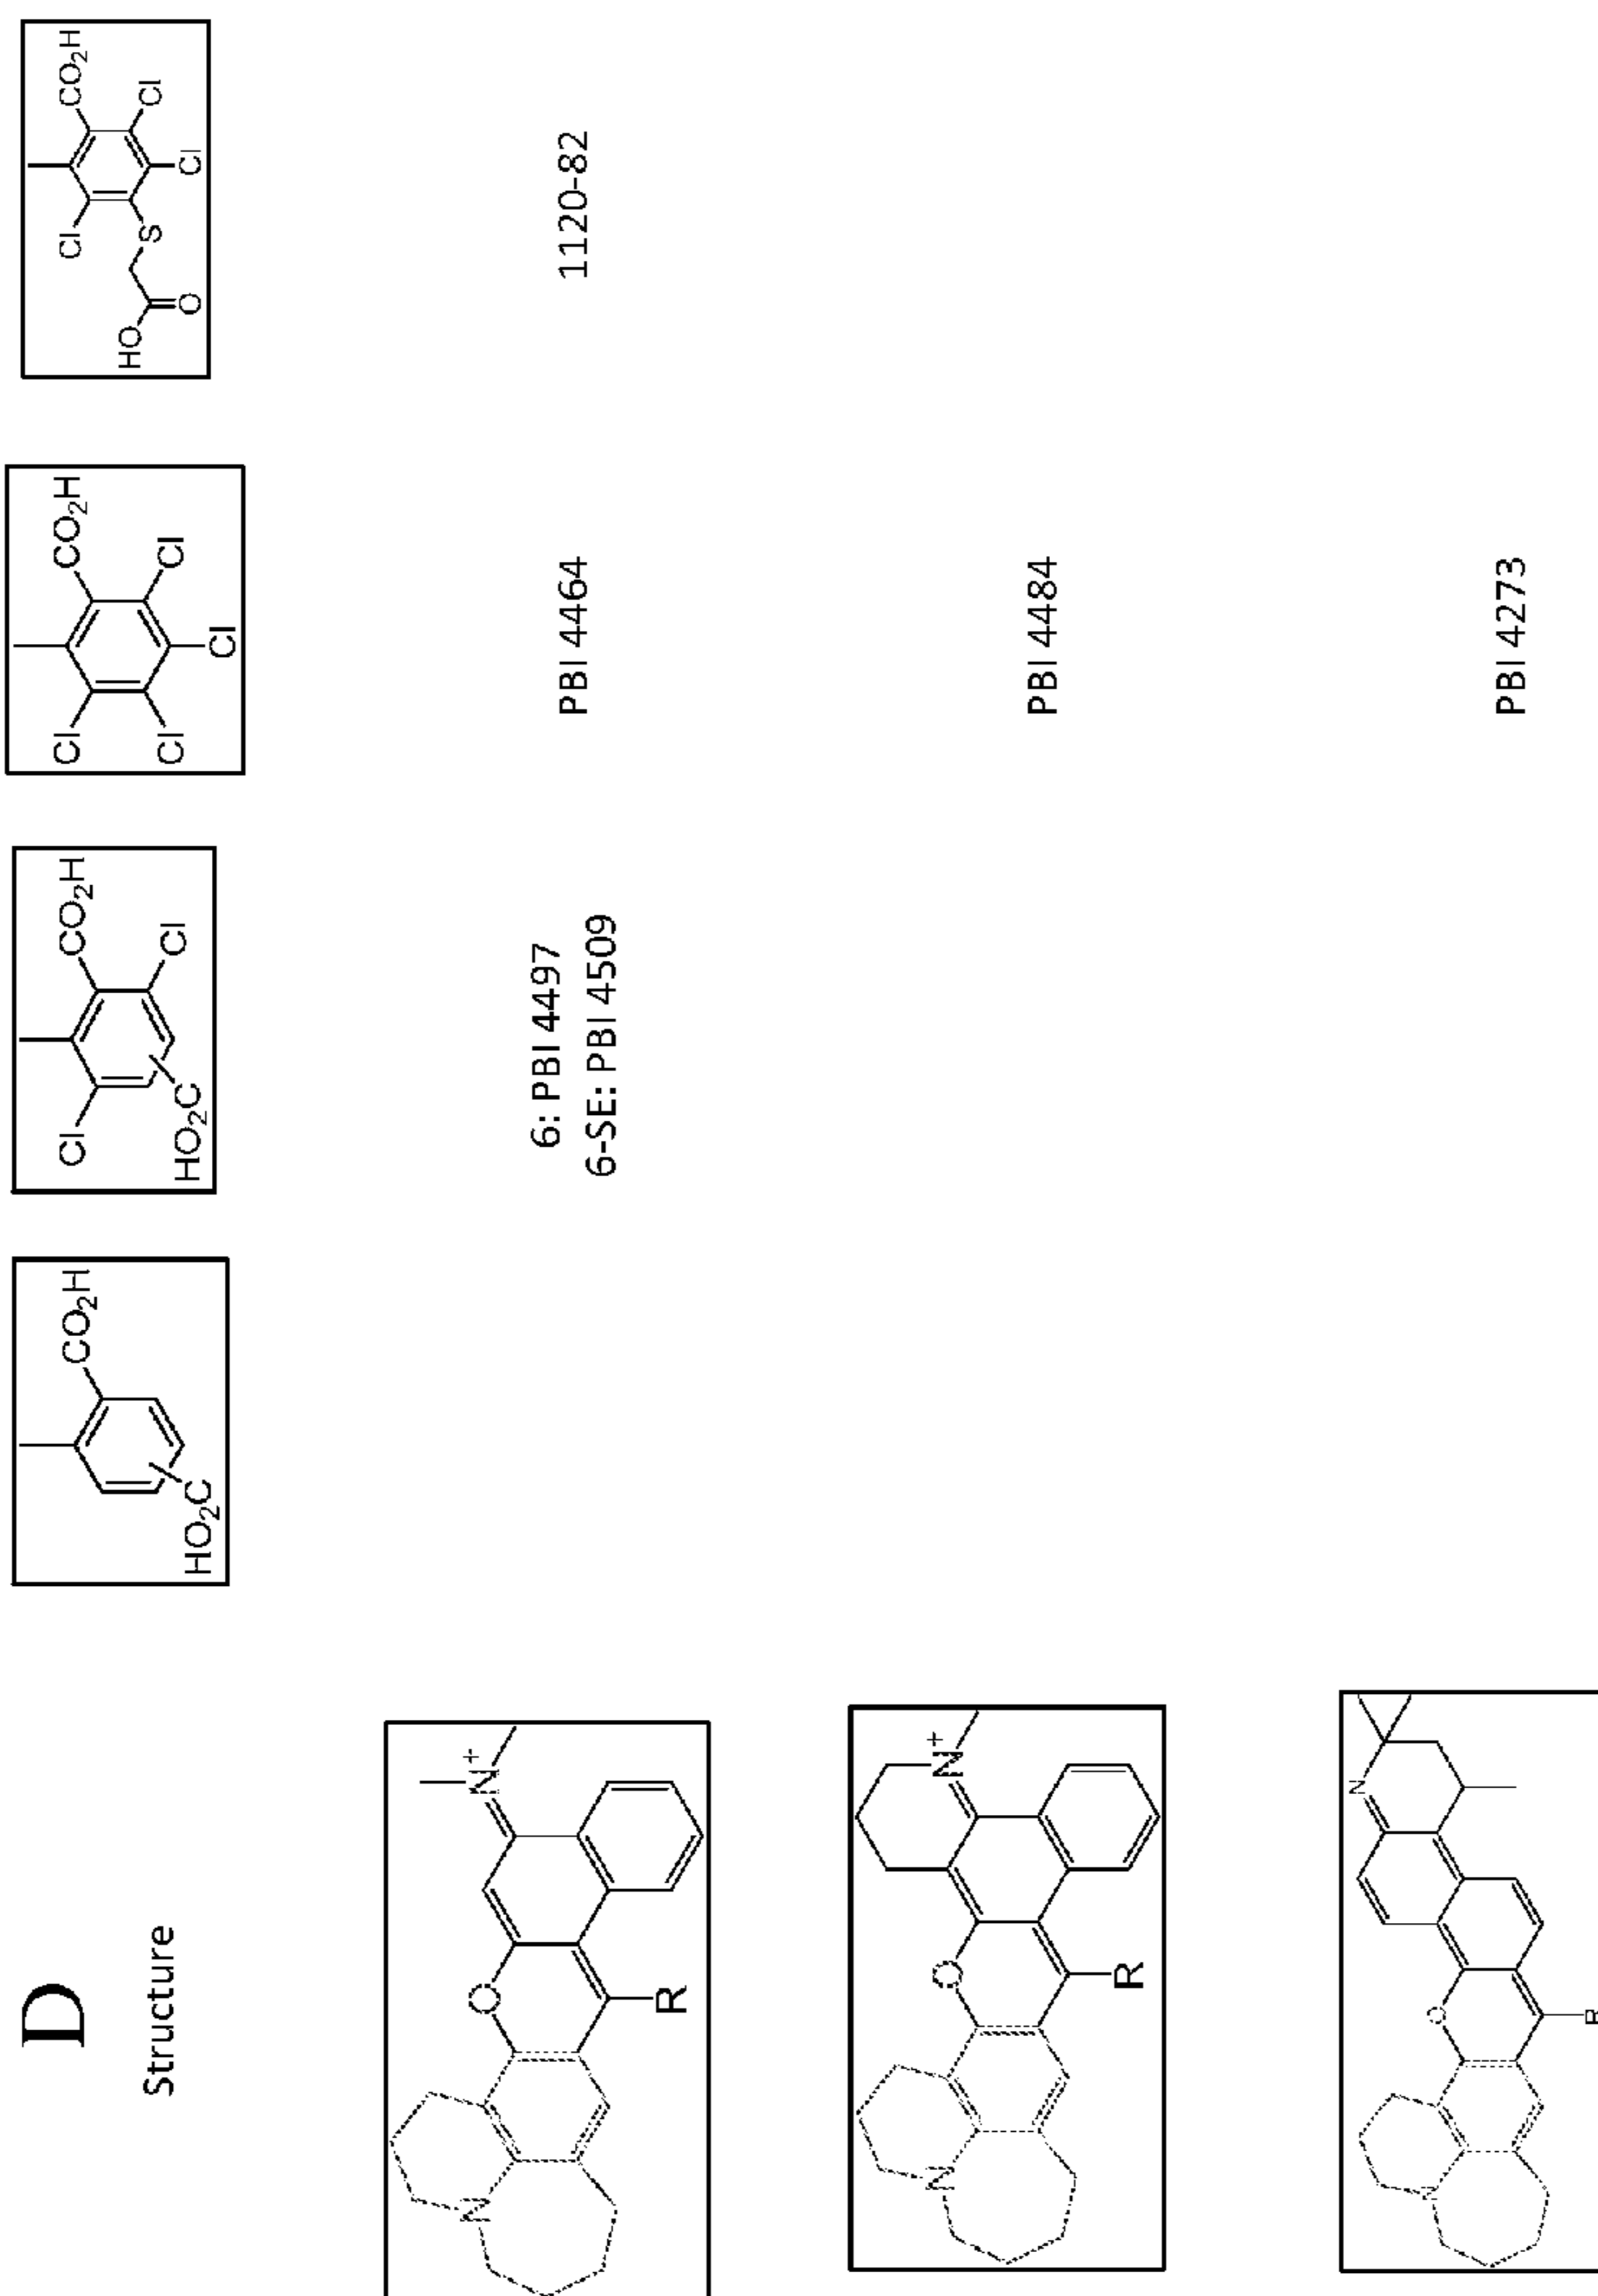 D
Structure
CO₂H
HO₂C
Cl
CO₂H
Cl
HO₂C
Cl
CO₂H
Cl
Cl
Cl
Cl
CO₂H
S
Cl
Cl
HO
O
N
O
N⁺
R
6: PBI 4497
6-SE: PBI 4509
PBI 4464
1120-82
N
O
N⁺
R
PBI 4484
N
O
N
R
PBI 4273